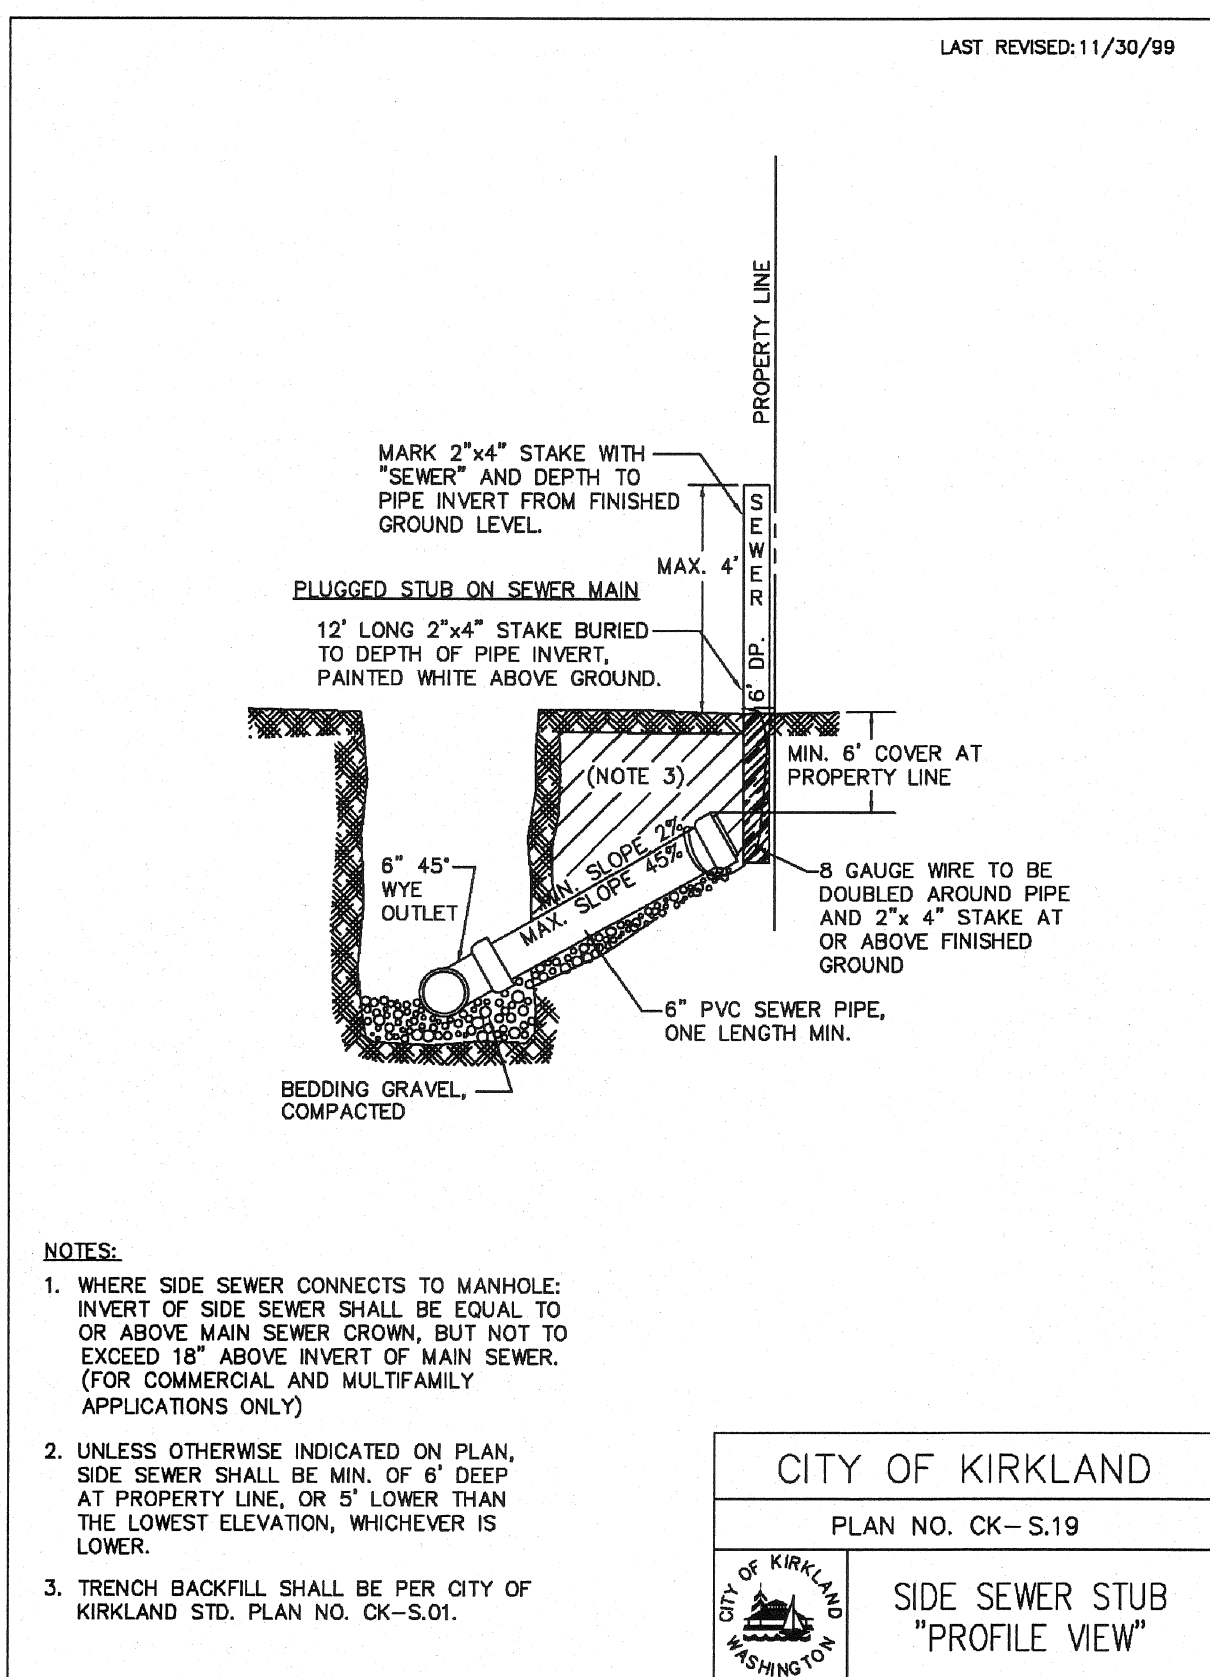 LAST REVISED: 11/30/99
PROPERTY LINE
MARK 2"x4" STAKE WITH
"SEWER" AND DEPTH TO
PIPE INVERT FROM FINISHED
GROUND LEVEL.
SEWER 6' DP.
MAX. 4'
PLUGGED STUB ON SEWER MAIN
12' LONG 2"x4" STAKE BURIED
TO DEPTH OF PIPE INVERT,
PAINTED WHITE ABOVE GROUND.
MIN. 6' COVER AT
PROPERTY LINE
(NOTE 3)
MIN. SLOPE 2%
MAX. SLOPE 45%
6" 45°
WYE
OUTLET
8 GAUGE WIRE TO BE
DOUBLED AROUND PIPE
AND 2"x 4" STAKE AT
OR ABOVE FINISHED
GROUND
6" PVC SEWER PIPE,
ONE LENGTH MIN.
BEDDING GRAVEL,
COMPACTED
NOTES:
1. WHERE SIDE SEWER CONNECTS TO MANHOLE:
INVERT OF SIDE SEWER SHALL BE EQUAL TO
OR ABOVE MAIN SEWER CROWN, BUT NOT TO
EXCEED 18" ABOVE INVERT OF MAIN SEWER.
(FOR COMMERCIAL AND MULTIFAMILY
APPLICATIONS ONLY)
2. UNLESS OTHERWISE INDICATED ON PLAN,
SIDE SEWER SHALL BE MIN. OF 6' DEEP
AT PROPERTY LINE, OR 5' LOWER THAN
THE LOWEST ELEVATION, WHICHEVER IS
LOWER.
3. TRENCH BACKFILL SHALL BE PER CITY OF
KIRKLAND STD. PLAN NO. CK-S.01.
CITY OF KIRKLAND
PLAN NO. CK-S.19
CITY OF KIRKLAND
WASHINGTON
SIDE SEWER STUB
"PROFILE VIEW"